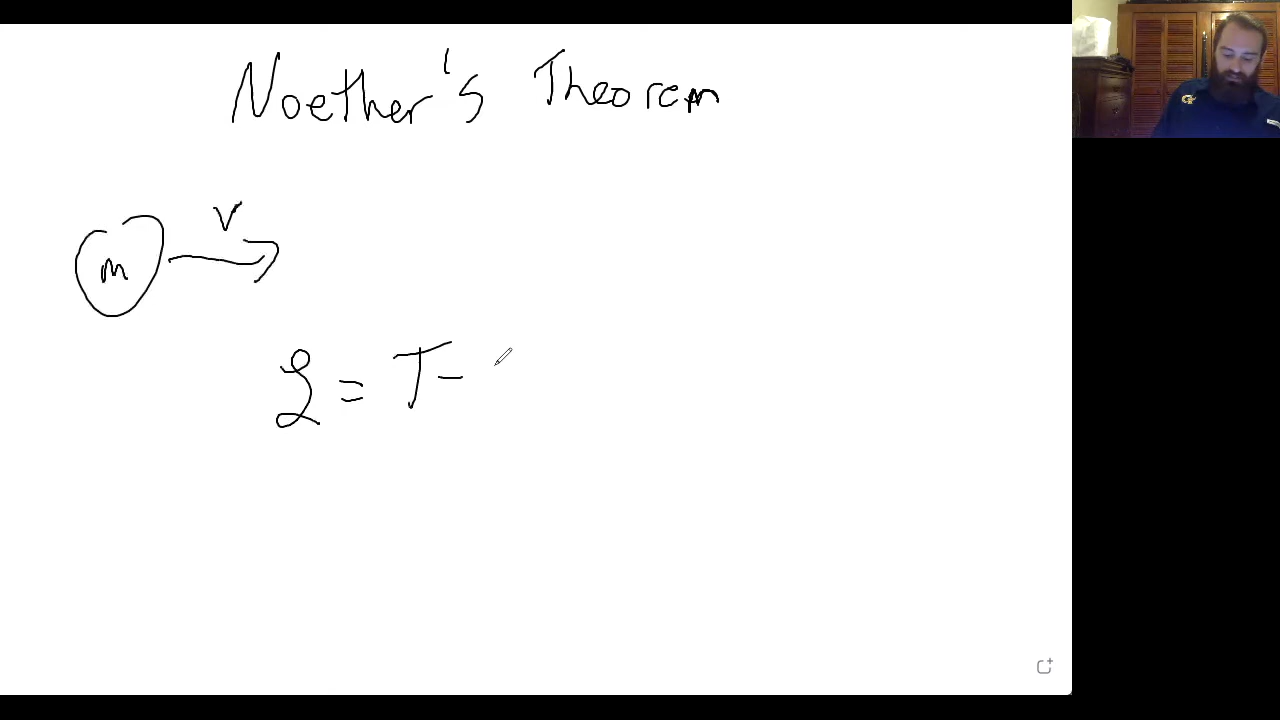 Noether's Theorem
V
m
ℒ = T -